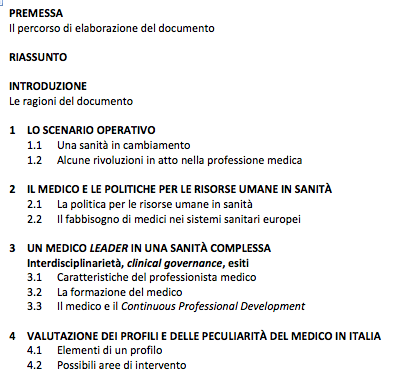 PREMESSA
Il percorso di elaborazione del documento
RIASSUNTO
INTRODUZIONE
Le ragioni del documento
1 LO SCENARIO OPERATIVO
1.1 Una sanità in cambiamento
1.2 Alcune rivoluzioni in atto nella professione medica
2 IL MEDICO E LE POLITICHE PER LE RISORSE UMANE IN SANITÀ
2.1 La politica per le risorse umane in sanità
2.2 Il fabbisogno di medici nei sistemi sanitari europei
3 UN MEDICO LEADER IN UNA SANITÀ COMPLESSA
Interdisciplinarietà, clinical governance, esiti
3.1 Caratteristiche del professionista medico
3.2 La formazione del medico
3.3 Il medico e il Continuous Professional Development
4 VALUTAZIONE DEI PROFILI E DELLE PECULIARITÀ DEL MEDICO IN ITALIA
4.1 Elementi di un profilo
4.2 Possibili aree di intervento